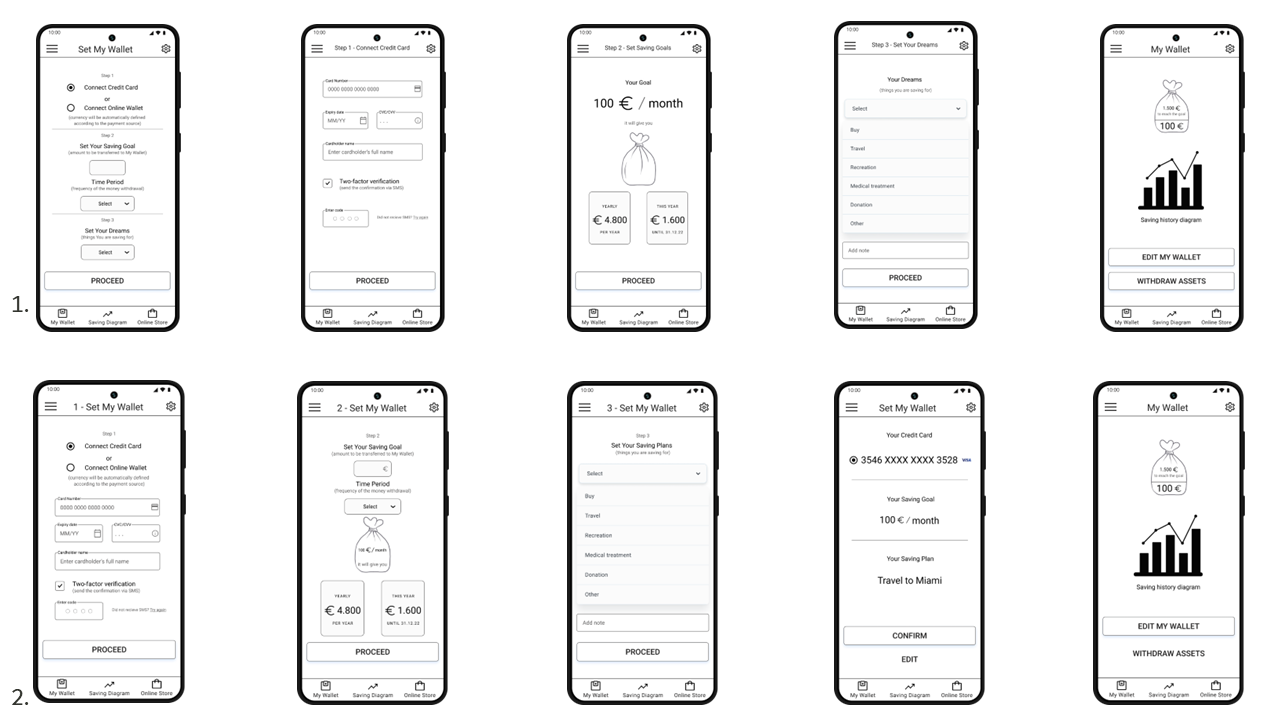 10:00
Set My Wallet
Step 1
Connect Credit Card
or
Connect Online Wallet
(currency will be automatically defined
according to the payment source)
Step 2
Set Your Saving Goal
(amount to be transferred to My Wallet)
Time Period
(frequency of the money withdrawal)
Select
Step 3
Set Your Dreams
(things You are saving for)
Select
PROCEED
My Wallet Saving Diagram Online Store
10:00
Step 1 - Connect Credit Card
Card Number
0000 0000 0000 0000
Expiry date CVC/CVV
MM/YY ...
Cardholder name
Enter cardholder's full name
Two-factor verification
(send the confirmation via SMS)
Enter code
Did not receive SMS? Try again
PROCEED
My Wallet Saving Diagram Online Store
10:00
Step 2 - Set Saving Goals
Your Goal
100 € / month
It will give you
YEARLY THIS YEAR
€ 4.800 € 1.600
PER YEAR UNTIL 31.12.22
PROCEED
My Wallet Saving Diagram Online Store
10:00
Step 3 - Set Your Dreams
Your Dreams
(things you are saving for)
Select
Buy
Travel
Recreation
Medical treatment
Donation
Other
Add note
PROCEED
My Wallet Saving Diagram Online Store
10:00
My Wallet
1.500 €
to reach the goal
100 €
Saving history diagram
EDIT MY WALLET
WITHDRAW ASSETS
My Wallet Saving Diagram Online Store
1.
10:00
1 - Set My Wallet
Step 1
Connect Credit Card
or
Connect Online Wallet
(currency will be automatically defined
according to the payment source)
Card Number
0000 0000 0000 0000
Expiry date CVC/CVV
MM/YY ...
Cardholder name
Enter cardholder's full name
Two-factor verification
(send the confirmation via SMS)
Enter code
Did not receive SMS? Try again
PROCEED
My Wallet Saving Diagram Online Store
10:00
2 - Set My Wallet
Step 2
Set Your Saving Goal
(amount to be transferred to My Wallet)
€
Time Period
(frequency of the money withdrawal)
Select
100 € / month
It will give you
YEARLY THIS YEAR
€ 4.800 € 1.600
PER YEAR UNTIL 31.12.22
PROCEED
My Wallet Saving Diagram Online Store
10:00
3 - Set My Wallet
Step 3
Set Your Saving Plans
(things you are saving for)
Select
Buy
Travel
Recreation
Medical treatment
Donation
Other
Add note
PROCEED
My Wallet Saving Diagram Online Store
10:00
Set My Wallet
Your Credit Card
3546 XXXX XXXX 3528 VISA
Your Saving Goal
100 € / month
Your Saving Plan
Travel to Miami
CONFIRM
EDIT
My Wallet Saving Diagram Online Store
10:00
My Wallet
1.500 €
to reach the goal
100 €
Saving history diagram
EDIT MY WALLET
WITHDRAW ASSETS
My Wallet Saving Diagram Online Store
2.